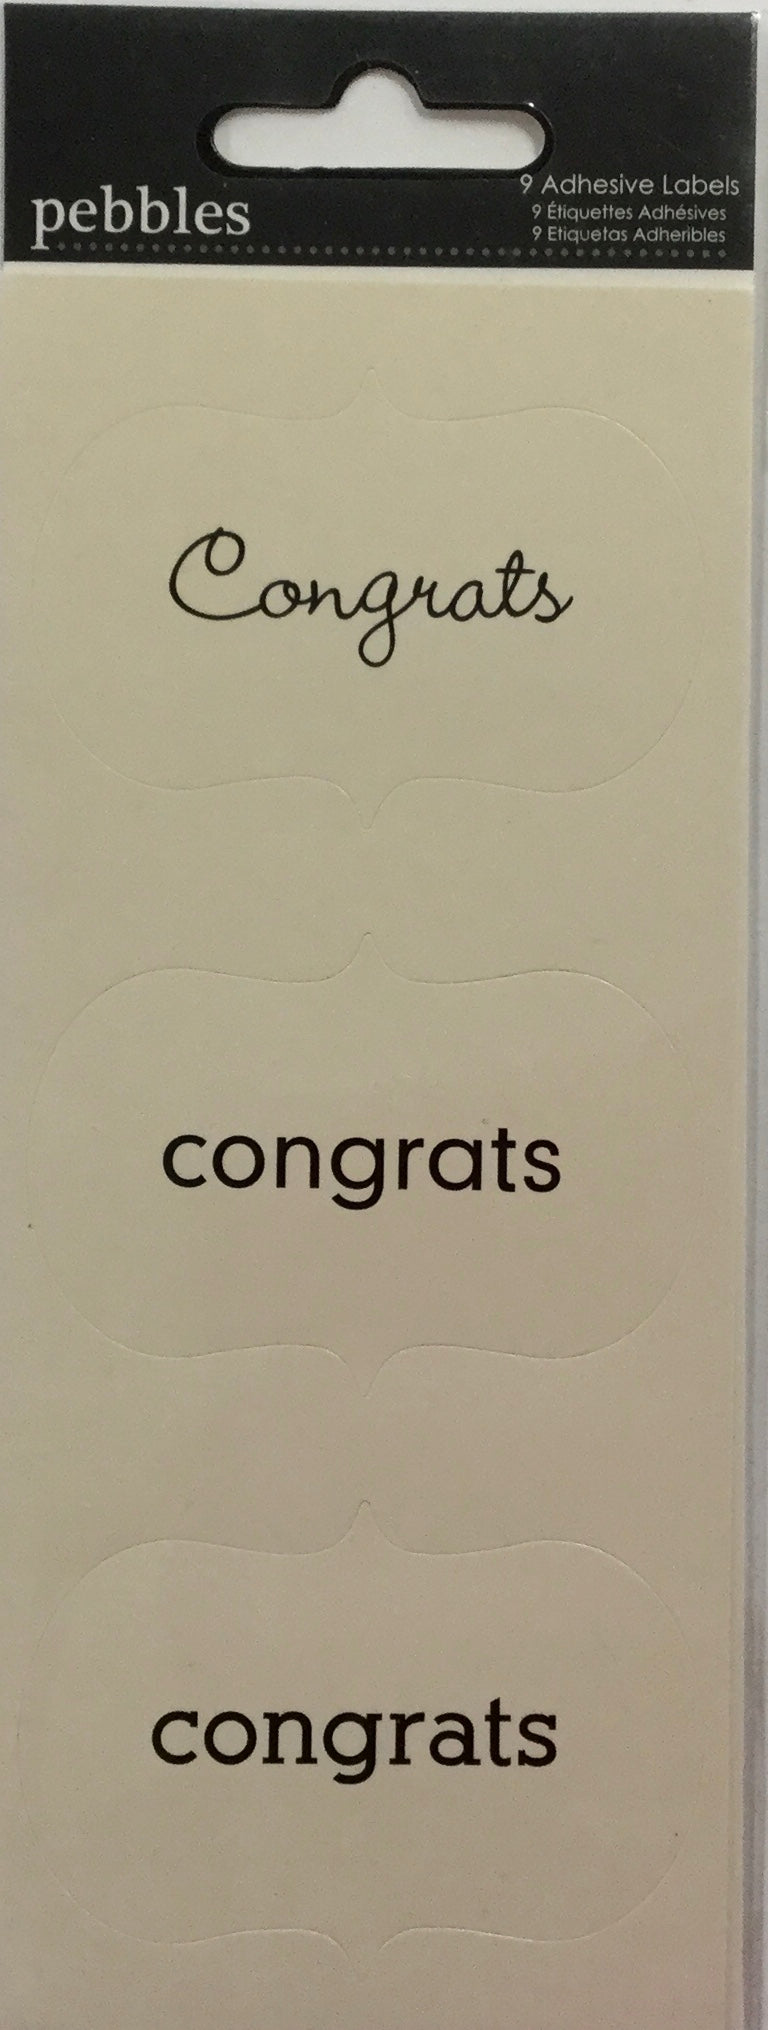 pebbles
9 Adhesive Labels
9 Étiquettes Adhésives
9 Etiquetas Adheribles
Congrats
congrats
congrats